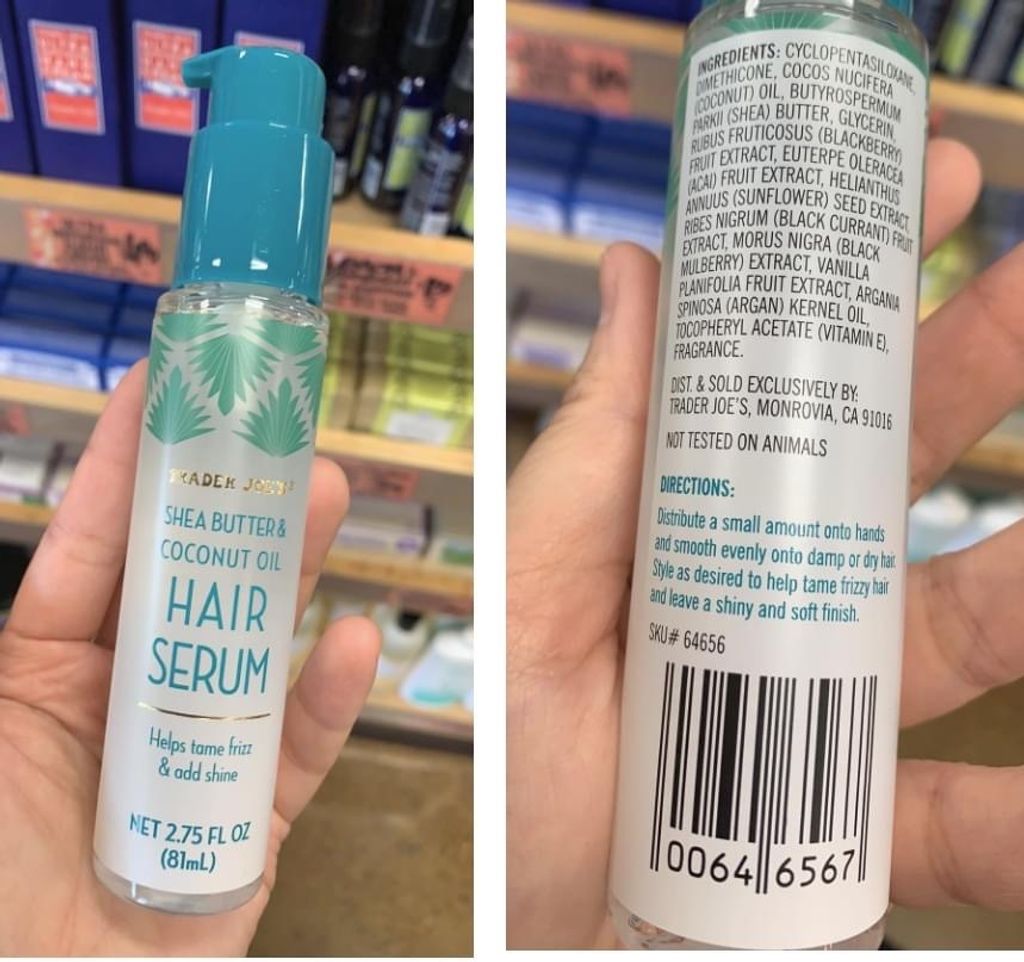 TRADER JOE'S
SHEA BUTTER &
COCONUT OIL
HAIR
SERUM
Helps tame frizz
& add shine
NET 2.75 FL OZ
(81mL)
INGREDIENTS: CYCLOPENTASILOXANE,
DIMETHICONE, COCOS NUCIFERA
(COCONUT) OIL, BUTYROSPERMUM
PARKII (SHEA) BUTTER, GLYCERIN,
RUBUS FRUTICOSUS (BLACKBERRY)
FRUIT EXTRACT, EUTERPE OLERACEA
(ACAI) FRUIT EXTRACT, HELIANTHUS
ANNUUS (SUNFLOWER) SEED EXTRACT,
RIBES NIGRUM (BLACK CURRANT) FRUIT
EXTRACT, MORUS NIGRA (BLACK
MULBERRY) EXTRACT, VANILLA
PLANIFOLIA FRUIT EXTRACT, ARGANIA
SPINOSA (ARGAN) KERNEL OIL,
TOCOPHERYL ACETATE (VITAMIN E),
FRAGRANCE.
DIST. & SOLD EXCLUSIVELY BY:
TRADER JOE'S, MONROVIA, CA 91016
NOT TESTED ON ANIMALS
DIRECTIONS:
Distribute a small amount onto hands
and smooth evenly onto damp or dry hair.
Style as desired to help tame frizzy hair
and leave a shiny and soft finish.
SKU# 64656
0064 6567